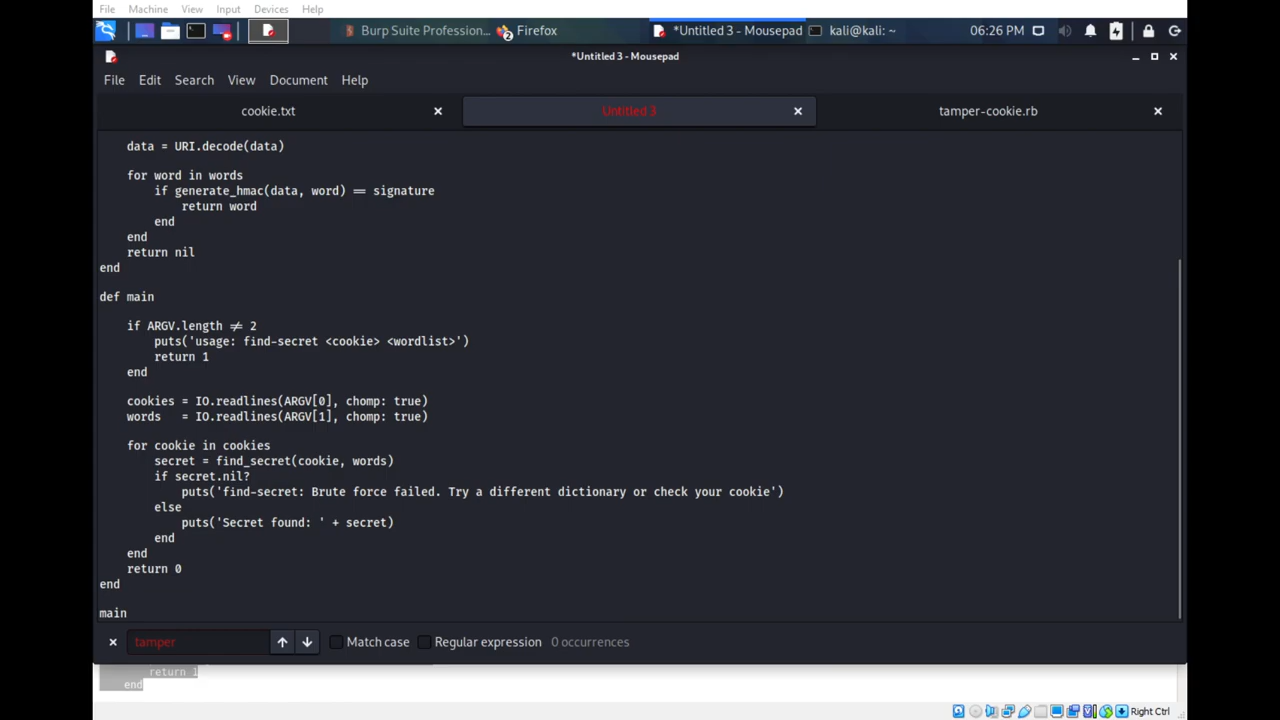 File Machine View Input Devices Help
Burp Suite Profession... 2 Firefox *Untitled 3 - Mousepad kali@kali: ~ 06:26 PM
*Untitled 3 - Mousepad
File Edit Search View Document Help
cookie.txt Untitled 3 tamper-cookie.rb
data = URI.decode(data)
for word in words
if generate_hmac(data, word) == signature
return word
end
end
return nil
end
def main
if ARGV.length != 2
puts('usage: find-secret <cookie> <wordlist>')
return 1
end
cookies = IO.readlines(ARGV[0], chomp: true)
words   = IO.readlines(ARGV[1], chomp: true)
for cookie in cookies
secret = find_secret(cookie, words)
if secret.nil?
puts('find-secret: Brute force failed. Try a different dictionary or check your cookie')
else
puts('Secret found: ' + secret)
end
end
return 0
end
main
tamper Match case Regular expression 0 occurrences
return 1
end
Right Ctrl